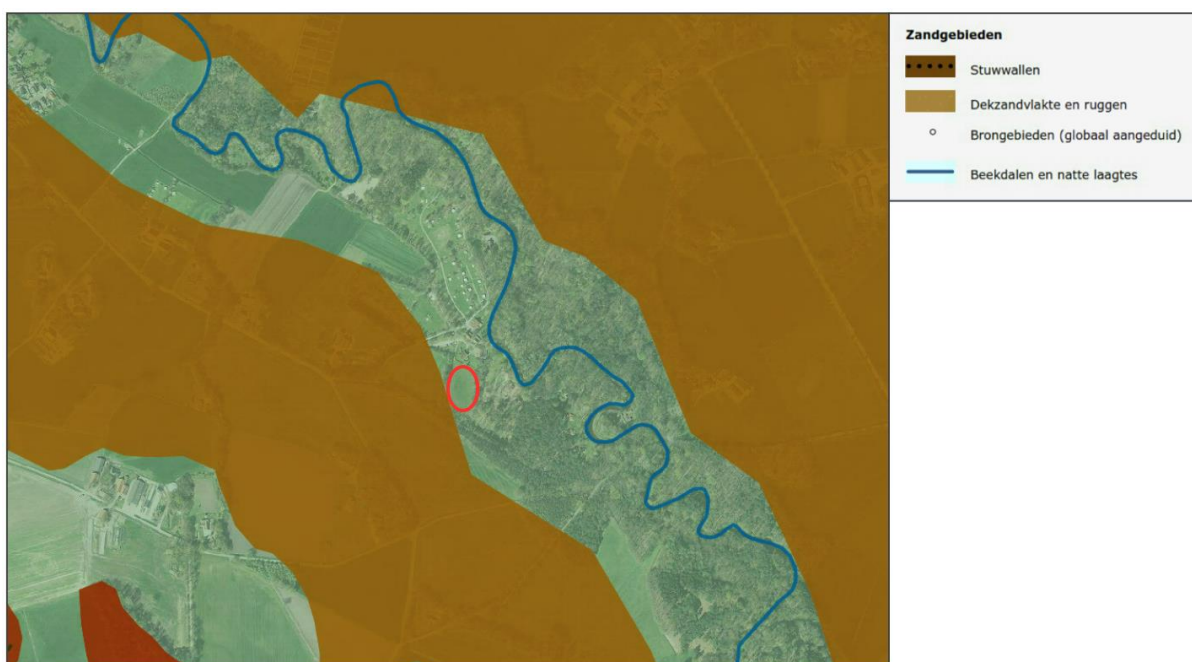 Zandgebieden
Stuwwallen
Dekzandvlakte en ruggen
Brongebieden (globaal aangeduid)
Beekdalen en natte laagtes